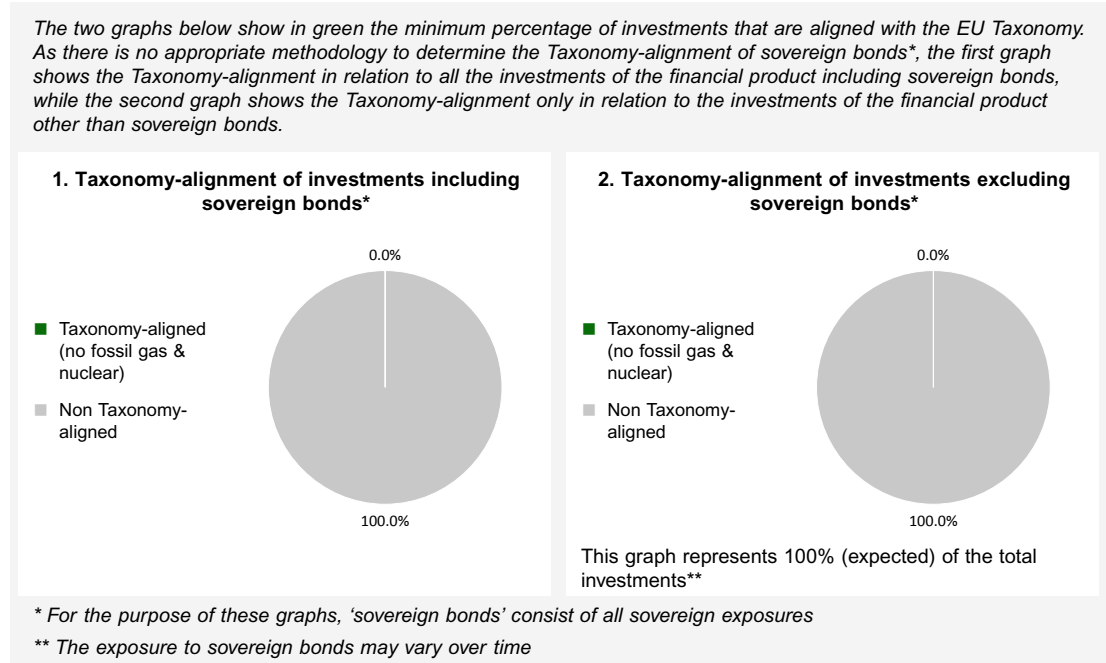 The two graphs below show in green the minimum percentage of investments that are aligned with the EU Taxonomy.
As there is no appropriate methodology to determine the Taxonomy-alignment of sovereign bonds*, the first graph
shows the Taxonomy-alignment in relation to all the investments of the financial product including sovereign bonds,
while the second graph shows the Taxonomy-alignment only in relation to the investments of the financial product
other than sovereign bonds.
1. Taxonomy-alignment of investments including
sovereign bonds*
0.0%
Taxonomy-aligned
(no fossil gas &
nuclear)
Non Taxonomy-
aligned
100.0%
2. Taxonomy-alignment of investments excluding
sovereign bonds*
0.0%
Taxonomy-aligned
(no fossil gas &
nuclear)
Non Taxonomy-
aligned
100.0%
This graph represents 100% (expected) of the total
investments**
* For the purpose of these graphs, ‘sovereign bonds’ consist of all sovereign exposures
** The exposure to sovereign bonds may vary over time